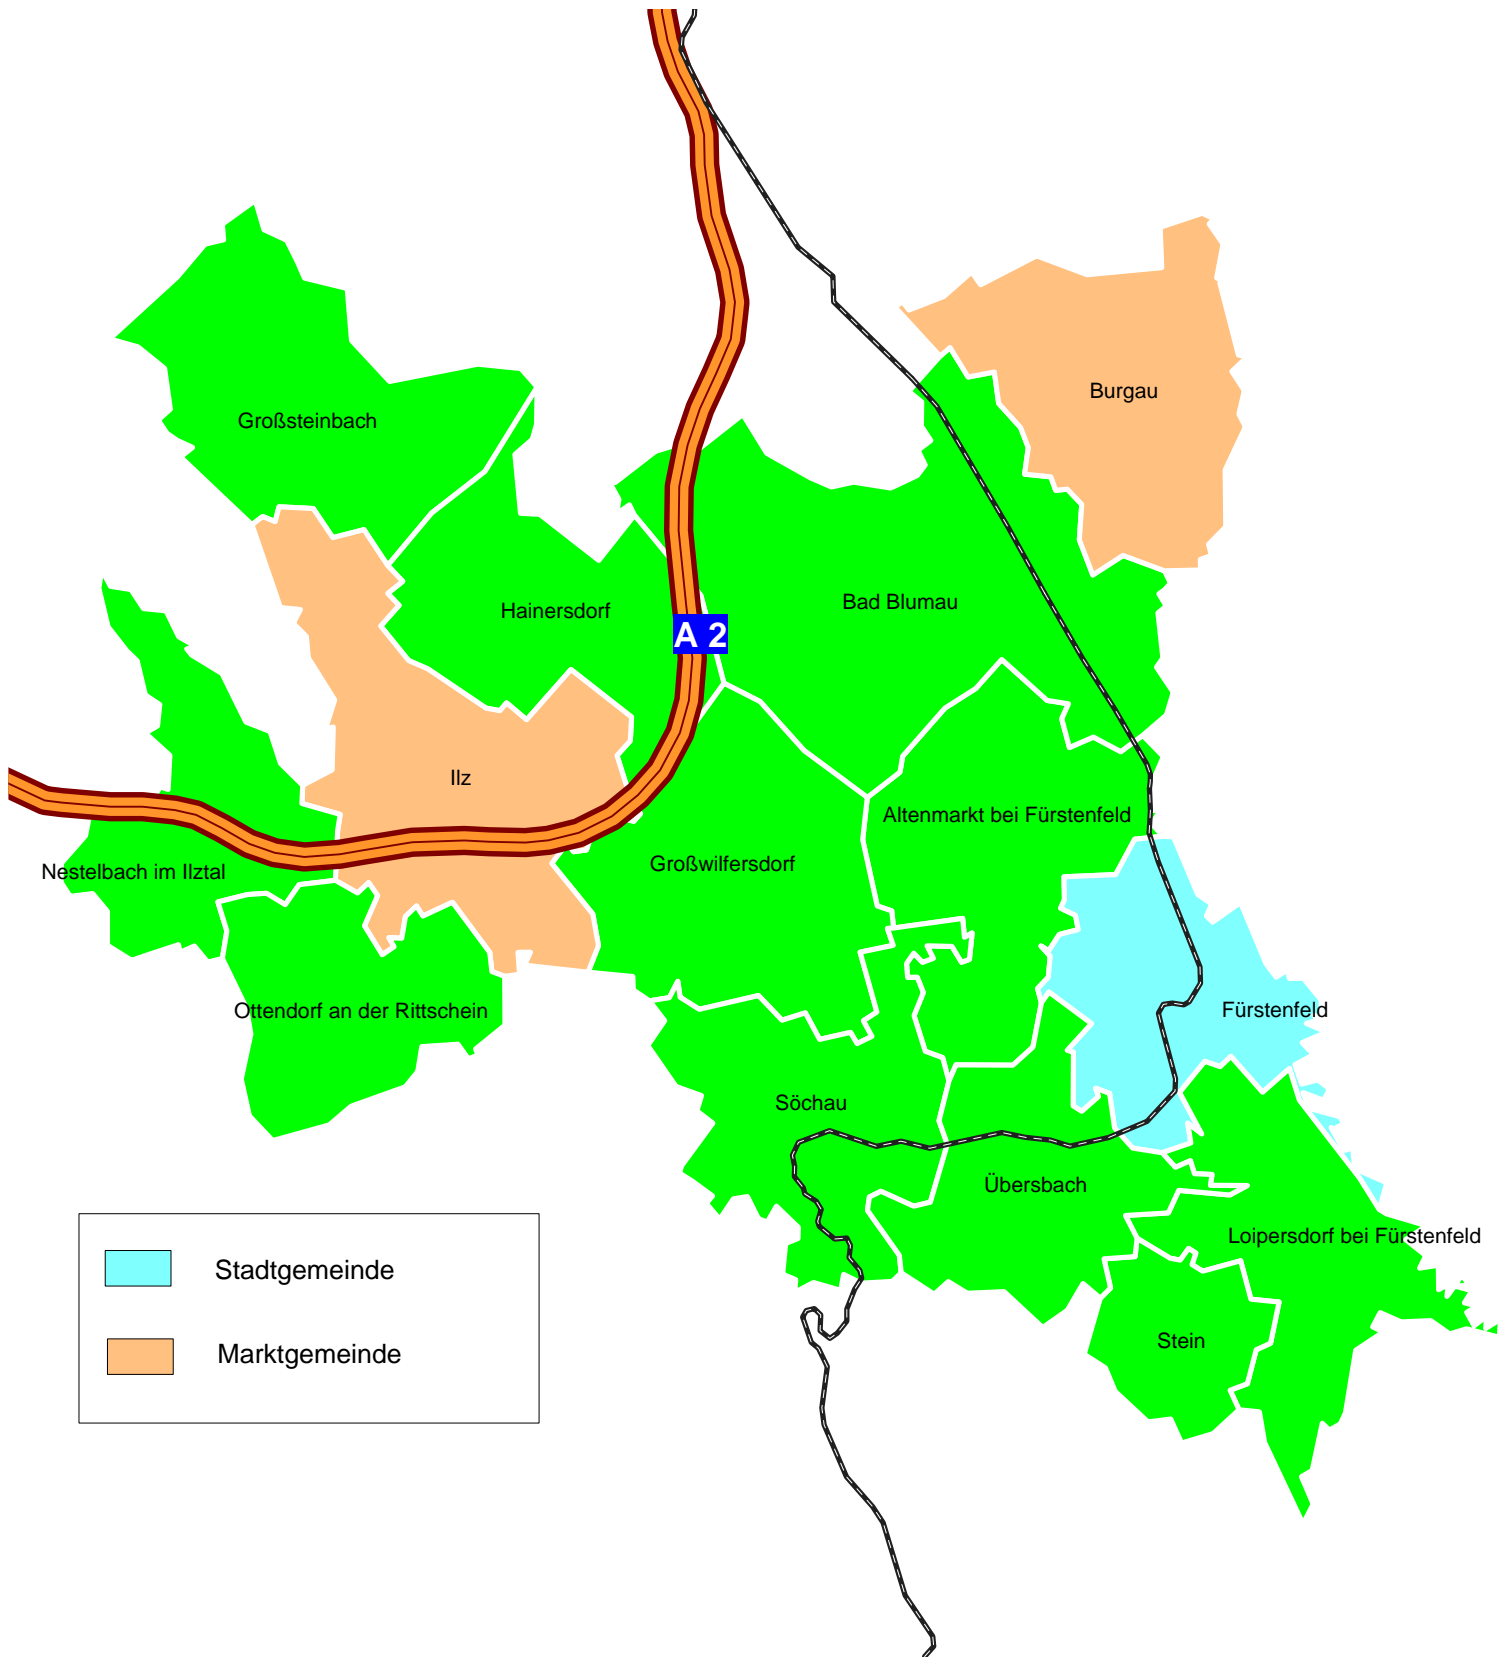 Burgau
Großsteinbach
Bad Blumau
Hainersdorf
A 2
Ilz
Altenmarkt bei Fürstenfeld
Großwilfersdorf
Nestelbach im Ilztal
Fürstenfeld
Ottendorf an der Rittschein
Söchau
Übersbach
Loipersdorf bei Fürstenfeld
Stein
Stadtgemeinde
Marktgemeinde